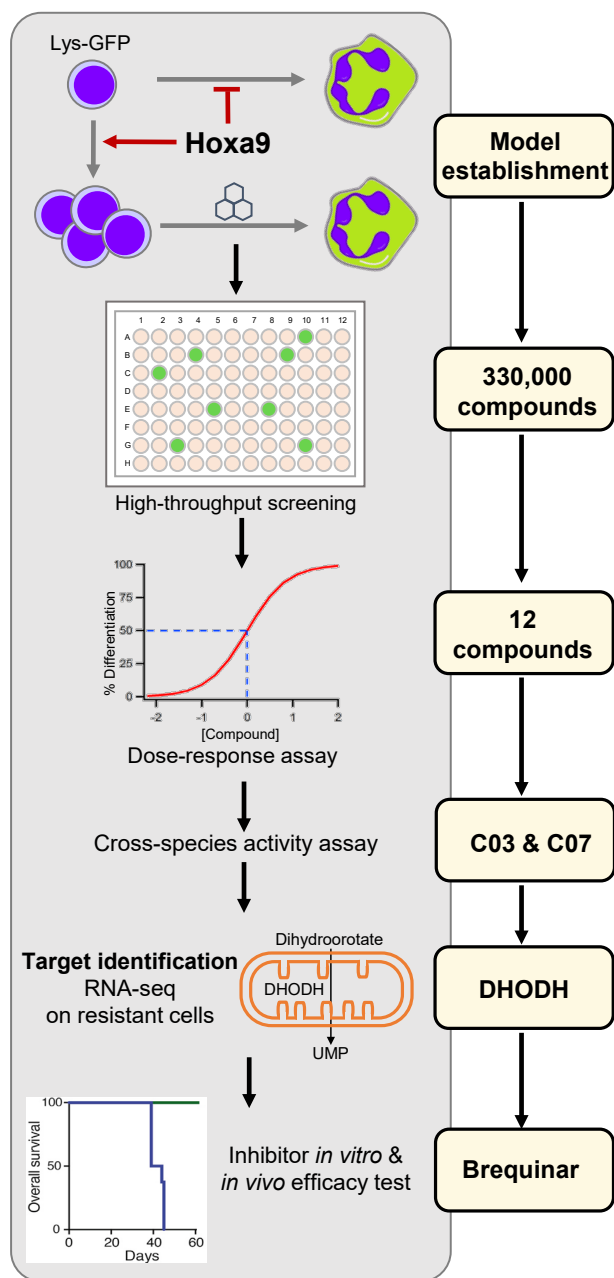 Lys-GFP
Hoxa9
Model
establishment
1 2 3 4 5 6 7 8 9 10 11 12
A
B
C
D
E
F
G
H
High-throughput screening
330,000
compounds
100
75
50
25
0
% Differentiation
-2 -1 0 1 2
[Compound]
Dose-response assay
12
compounds
Cross-species activity assay
C03 & C07
Target identification
RNA-seq
on resistant cells
Dihydroorotate
DHODH
UMP
DHODH
100
50
0
Overall survival
0 20 40 60
Days
Inhibitor in vitro &
in vivo efficacy test
Brequinar